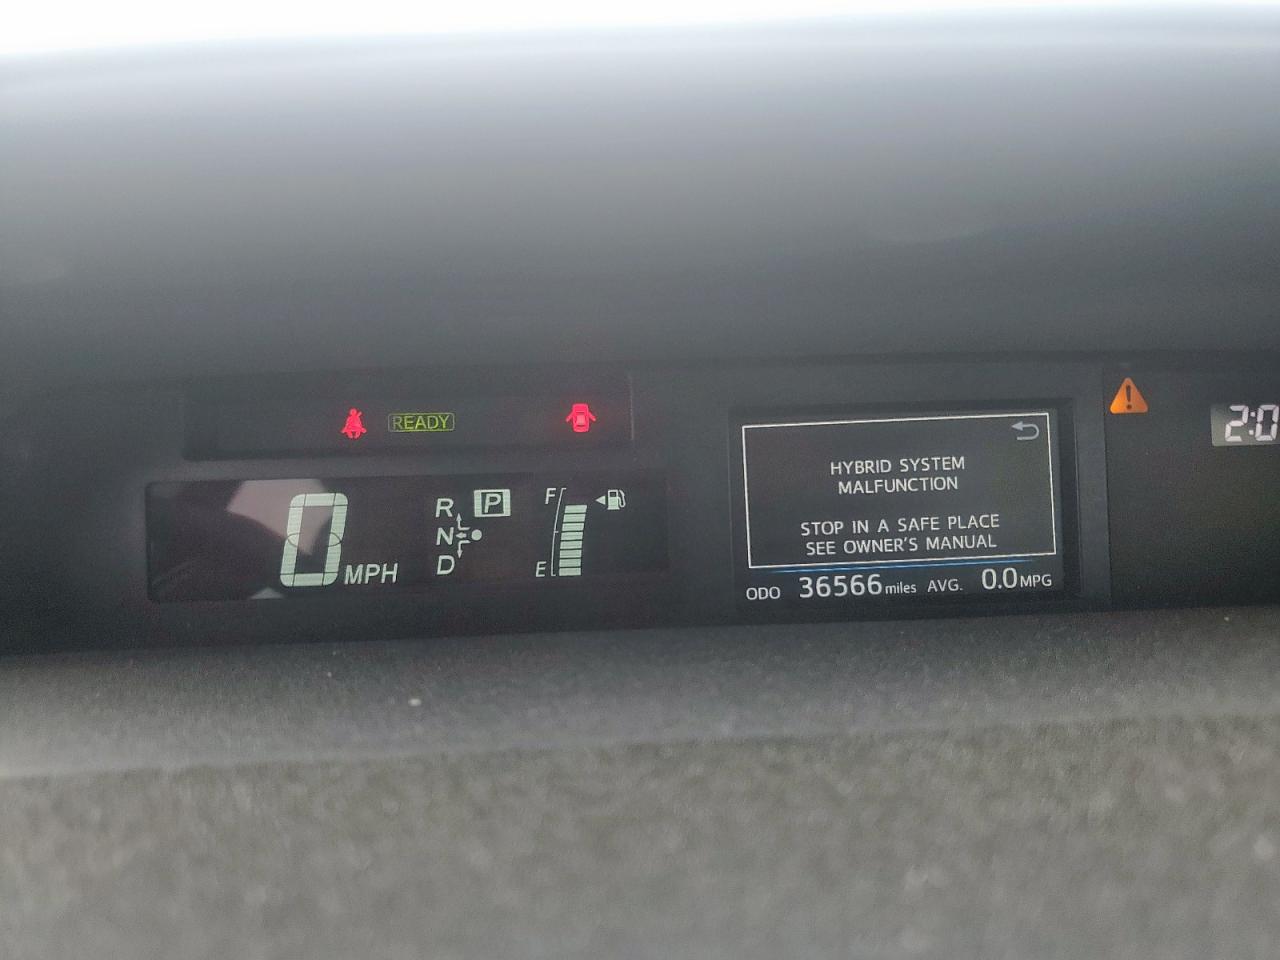 READY
0 MPH
R P
N
D
F
E
HYBRID SYSTEM
MALFUNCTION
STOP IN A SAFE PLACE
SEE OWNER'S MANUAL
ODO 36566 miles AVG. 0.0 MPG
2:0